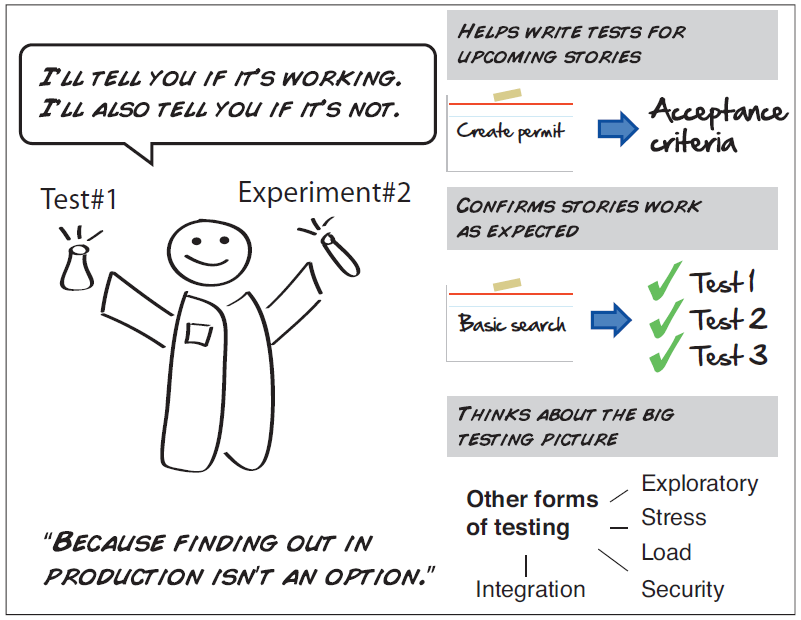 I'll tell you if it's working.
I'll also tell you if it's not.
Test#1
Experiment#2
"Because finding out in
production isn't an option."
Helps write tests for
upcoming stories
Create permit
Acceptance
criteria
Confirms stories work
as expected
Basic search
Test 1
Test 2
Test 3
Thinks about the big
testing picture
Other forms
of testing
Exploratory
Stress
Load
Security
Integration